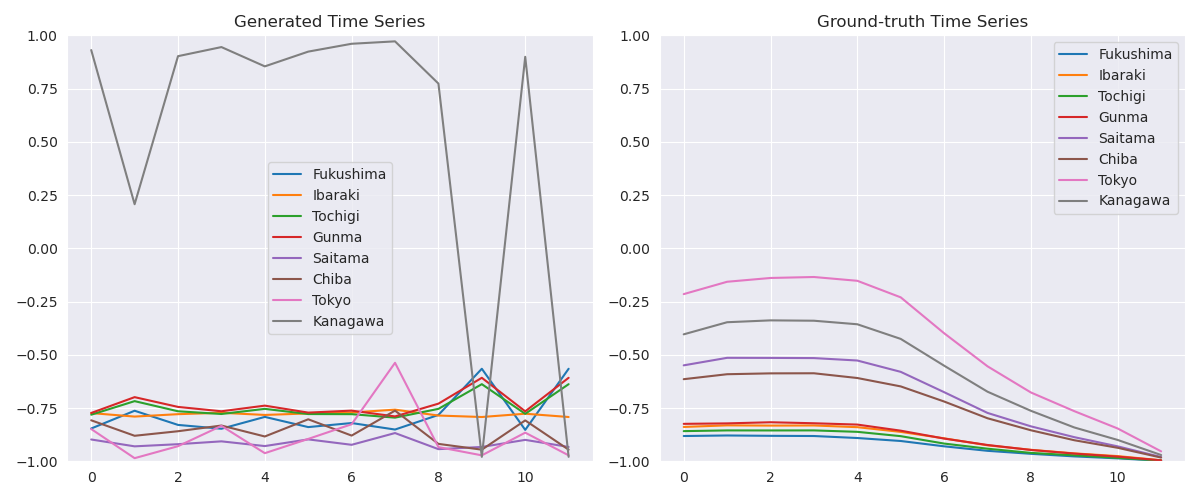 Generated Time Series
1.00
0.75
0.50
0.25
0.00
−0.25
−0.50
−0.75
−1.00
0 2 4 6 8 10
Fukushima
Ibaraki
Tochigi
Gunma
Saitama
Chiba
Tokyo
Kanagawa
Ground-truth Time Series
1.00
0.75
0.50
0.25
0.00
−0.25
−0.50
−0.75
−1.00
0 2 4 6 8 10
Fukushima
Ibaraki
Tochigi
Gunma
Saitama
Chiba
Tokyo
Kanagawa